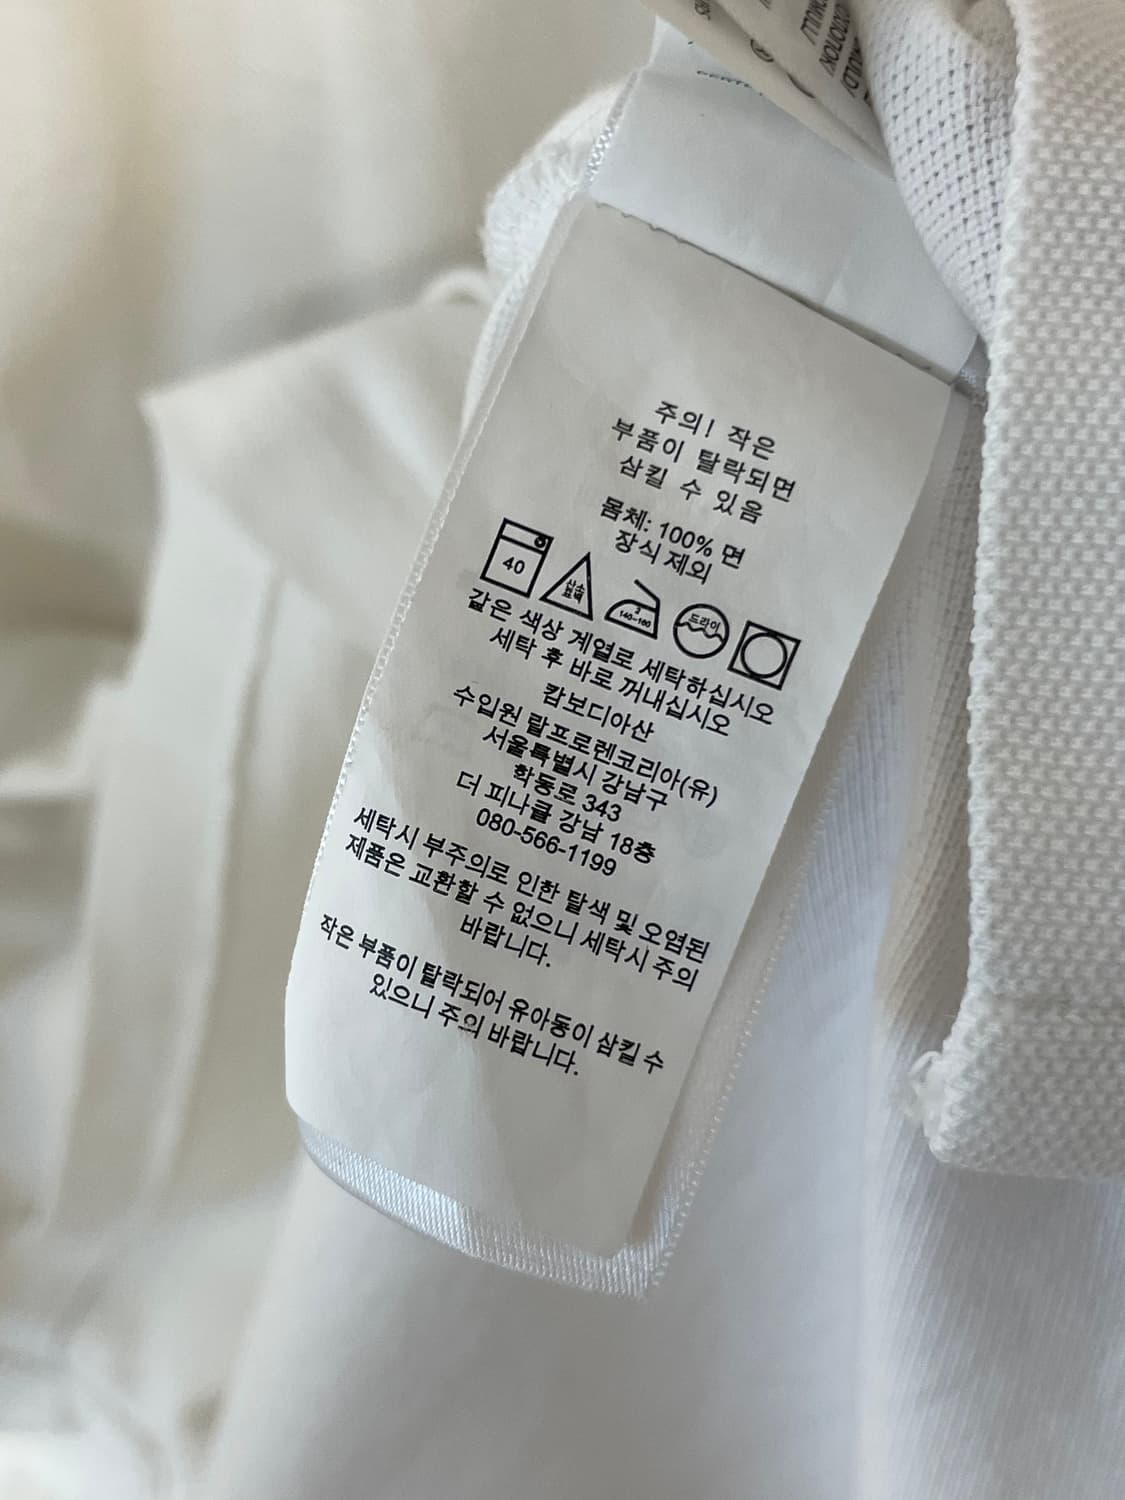 주의! 작은
부품이 탈락되면
삼킬 수 있음
몸체: 100% 면
장식 제외
40
산소
표백
2
140~160
드라이
같은 색상 계열로 세탁하십시오
세탁 후 바로 꺼내십시오
캄보디아산
수입원 랄프로렌코리아(유)
서울특별시 강남구
학동로 343
더 피나클 강남 18층
080-566-1199
세탁시 부주의로 인한 탈색 및 오염된
제품은 교환할 수 없으니 세탁시 주의
바랍니다.
작은 부품이 탈락되어 유아동이 삼킬 수
있으니 주의 바랍니다.